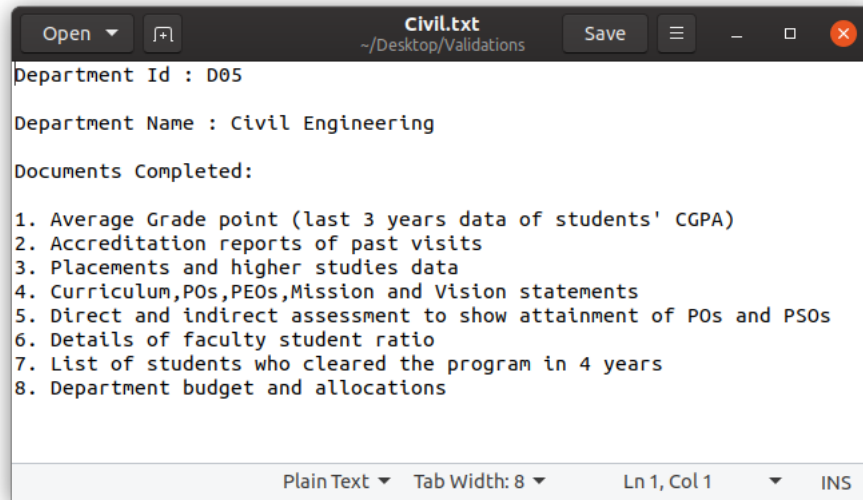 Open
Civil.txt
~/Desktop/Validations
Save
Department Id : D05
Department Name : Civil Engineering
Documents Completed:
1. Average Grade point (last 3 years data of students' CGPA)
2. Accreditation reports of past visits
3. Placements and higher studies data
4. Curriculum,POs,PEOs,Mission and Vision statements
5. Direct and indirect assessment to show attainment of POs and PSOs
6. Details of faculty student ratio
7. List of students who cleared the program in 4 years
8. Department budget and allocations
Plain Text Tab Width: 8 Ln 1, Col 1 INS